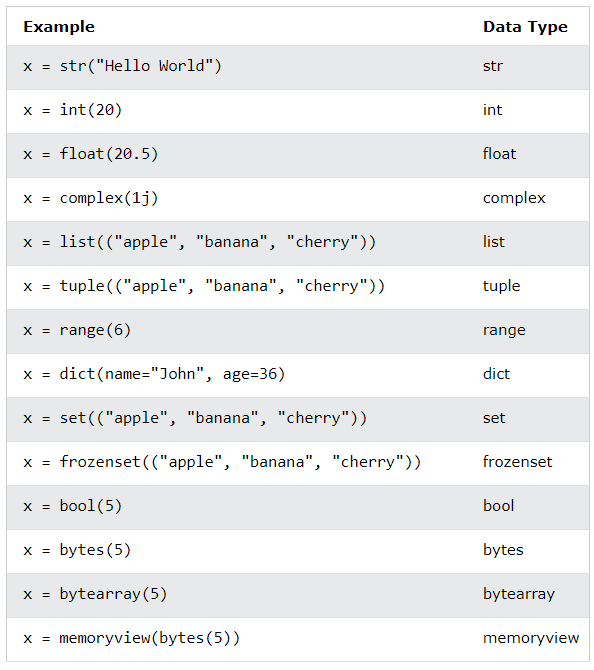 Example Data Type
x = str("Hello World") str
x = int(20) int
x = float(20.5) float
x = complex(1j) complex
x = list(("apple", "banana", "cherry")) list
x = tuple(("apple", "banana", "cherry")) tuple
x = range(6) range
x = dict(name="John", age=36) dict
x = set(("apple", "banana", "cherry")) set
x = frozenset(("apple", "banana", "cherry")) frozenset
x = bool(5) bool
x = bytes(5) bytes
x = bytearray(5) bytearray
x = memoryview(bytes(5)) memoryview